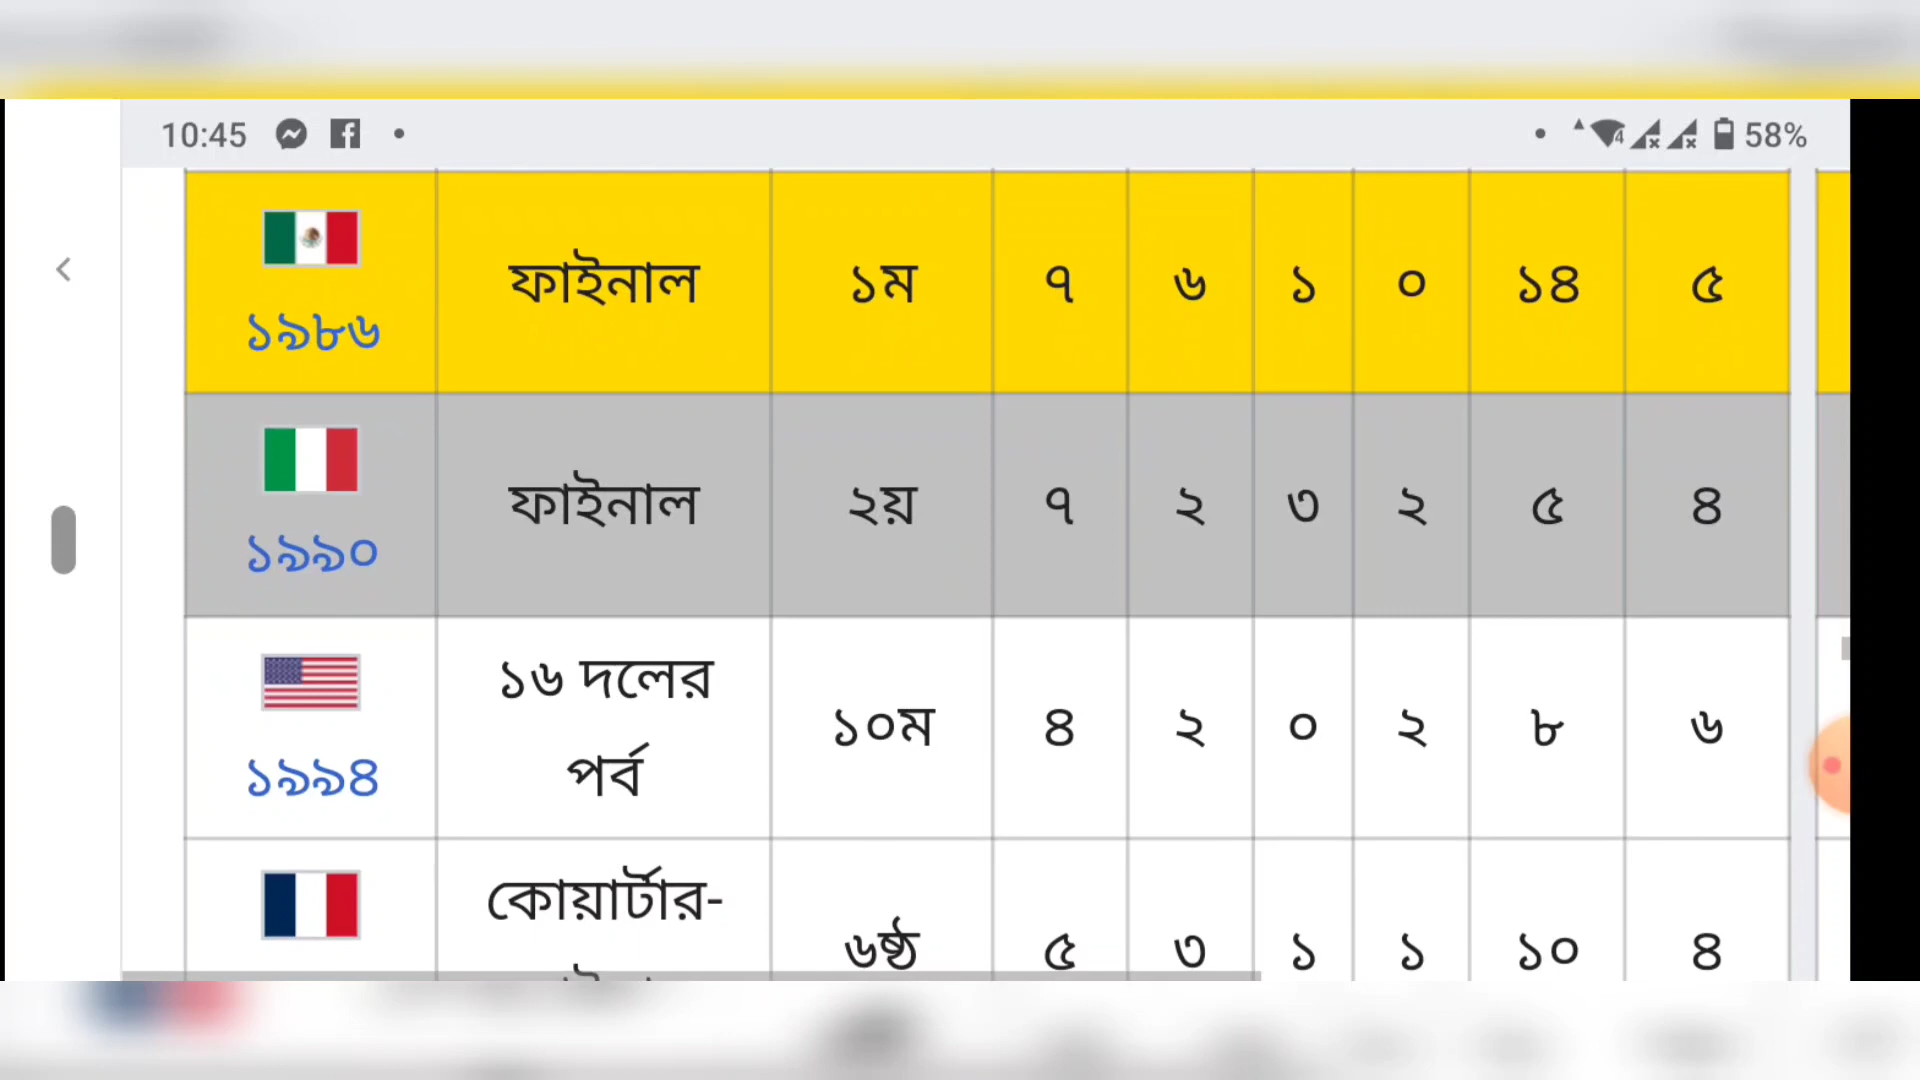 10:45
58%
ফাইনাল ১ম ৭ ৬ ১ ০ ১৪ ৫
১৯৮৬
ফাইনাল ২য় ৭ ২ ৩ ২ ৫ ৪
১৯৯০
১৬ দলের
পর্ব
১০ম ৪ ২ ০ ২ ৮ ৬
১৯৯৪
কোয়ার্টার-
৬ষ্ঠ ৫ ৩ ১ ১ ১০ ৪